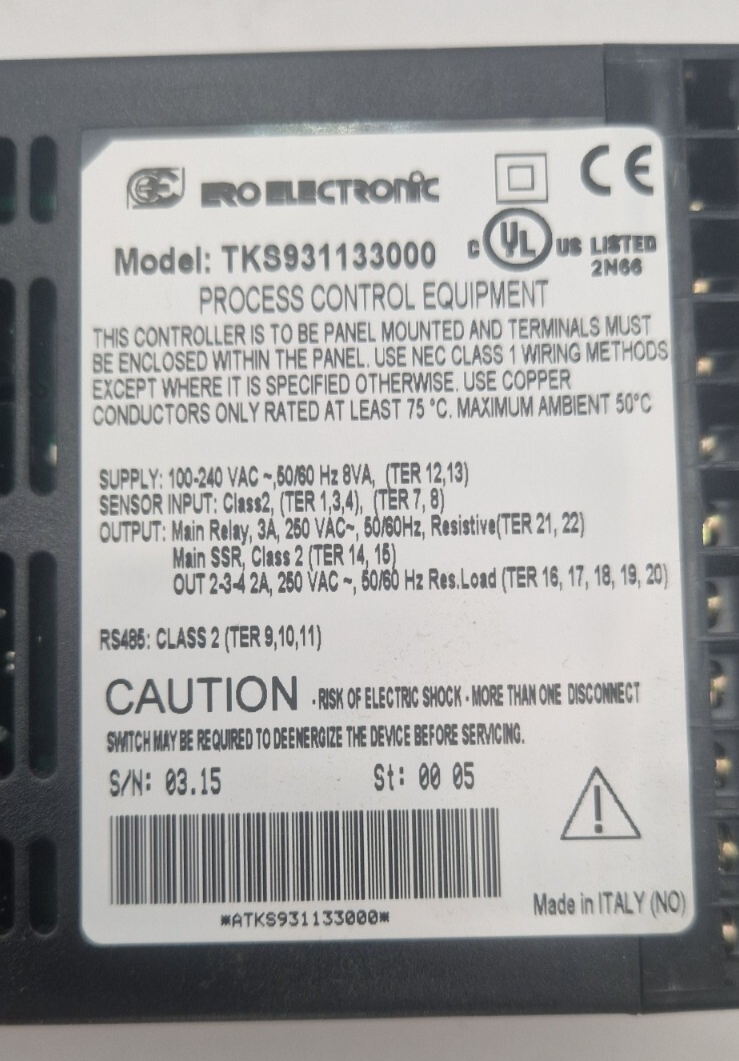 ERO ELECTRONIC
CE
Model: TKS931133000
C UL US LISTED
2N66
PROCESS CONTROL EQUIPMENT
THIS CONTROLLER IS TO BE PANEL MOUNTED AND TERMINALS MUST
BE ENCLOSED WITHIN THE PANEL. USE NEC CLASS 1 WIRING METHODS
EXCEPT WHERE IT IS SPECIFIED OTHERWISE. USE COPPER
CONDUCTORS ONLY RATED AT LEAST 75 °C. MAXIMUM AMBIENT 50°C
SUPPLY: 100-240 VAC ~,50/60 Hz 8VA, (TER 12,13)
SENSOR INPUT: Class2, (TER 1,3,4), (TER 7, 8)
OUTPUT: Main Relay, 3A, 250 VAC~, 50/60Hz, Resistive(TER 21, 22)
Main SSR, Class 2 (TER 14, 15)
OUT 2-3-4 2A, 250 VAC ~, 50/60 Hz Res.Load (TER 16, 17, 18, 19, 20)
RS485: CLASS 2 (TER 9,10,11)
CAUTION - RISK OF ELECTRIC SHOCK - MORE THAN ONE DISCONNECT
SWITCH MAY BE REQUIRED TO DEENERGIZE THE DEVICE BEFORE SERVICING.
S/N: 03.15 St: 00 05
*ATKS931133000*
Made in ITALY (NO)